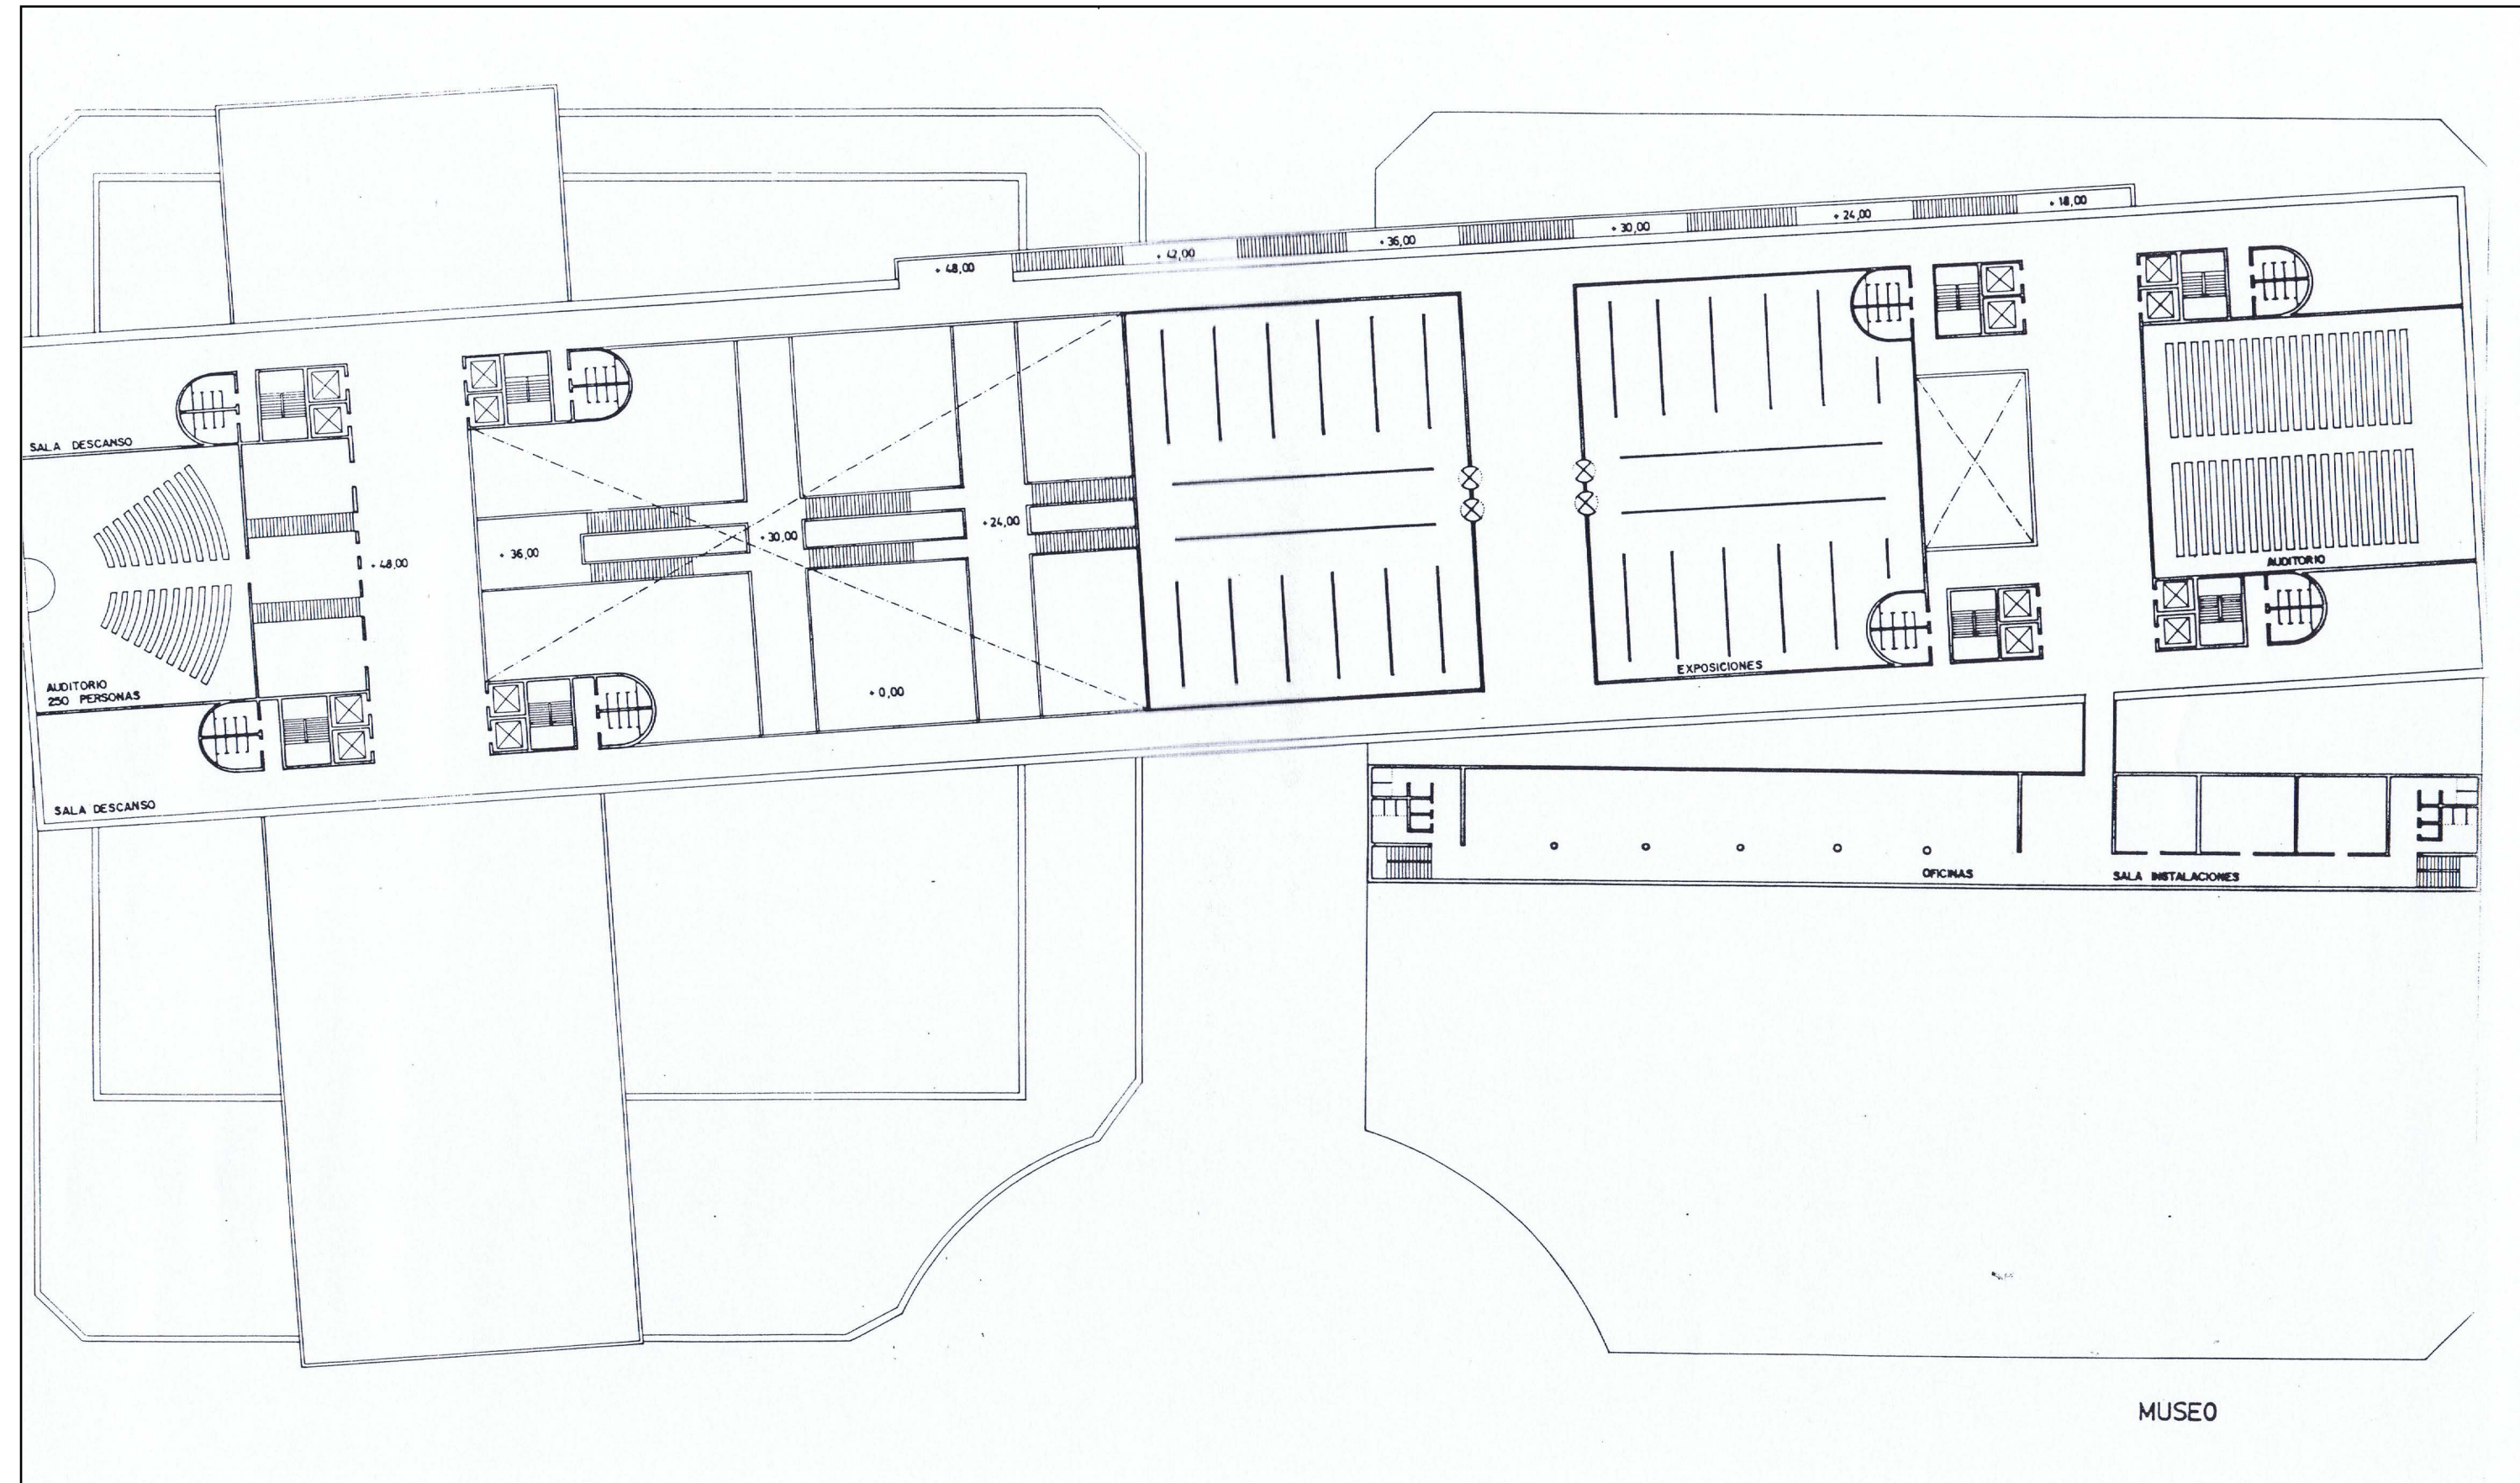 + 18,00
+ 24,00
+ 30,00
+ 36,00
+ 42,00
+ 48,00
SALA DESCANSO
+ 24,00
+ 30,00
+ 36,00
+ 48,00
AUDITORIO
EXPOSICIONES
AUDITORIO
250 PERSONAS
+ 0,00
SALA DESCANSO
OFICINAS
SALA INSTALACIONES
MUSEO